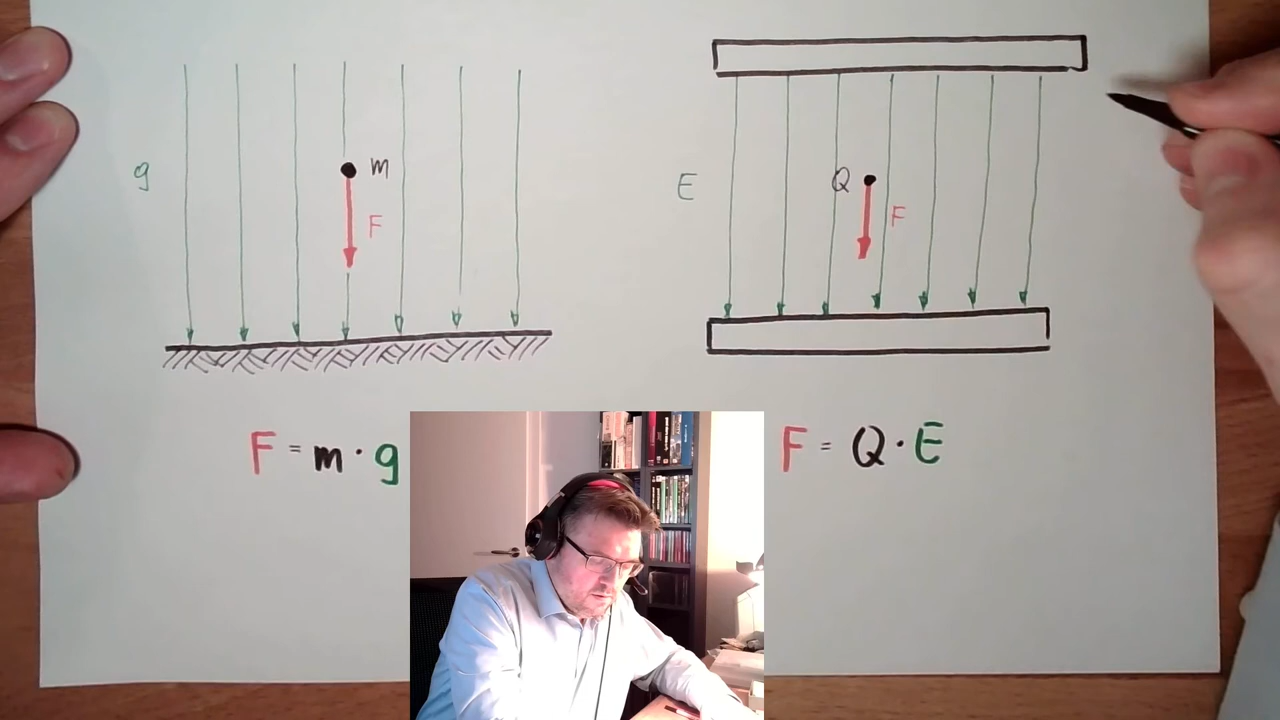 g
m
F
E
Q
F
F = m · g
F = Q · E